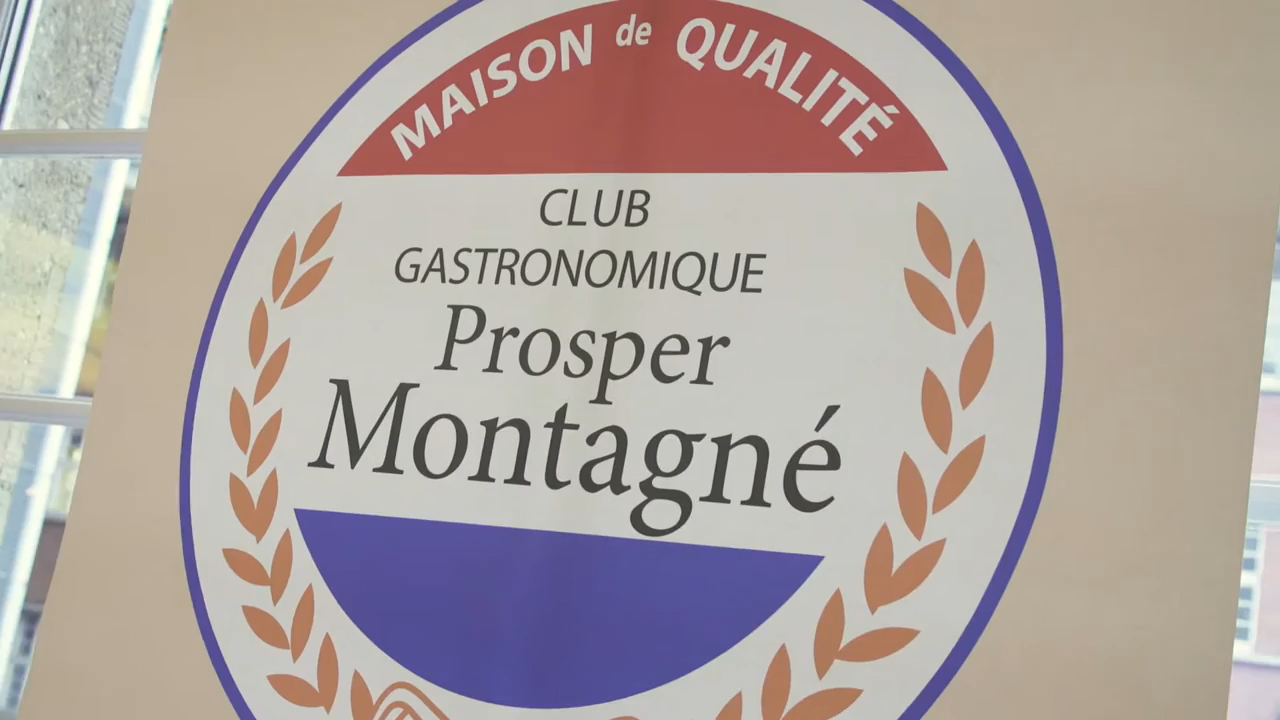 MAISON de QUALITÉ
CLUB
GASTRONOMIQUE
Prosper
Montagné